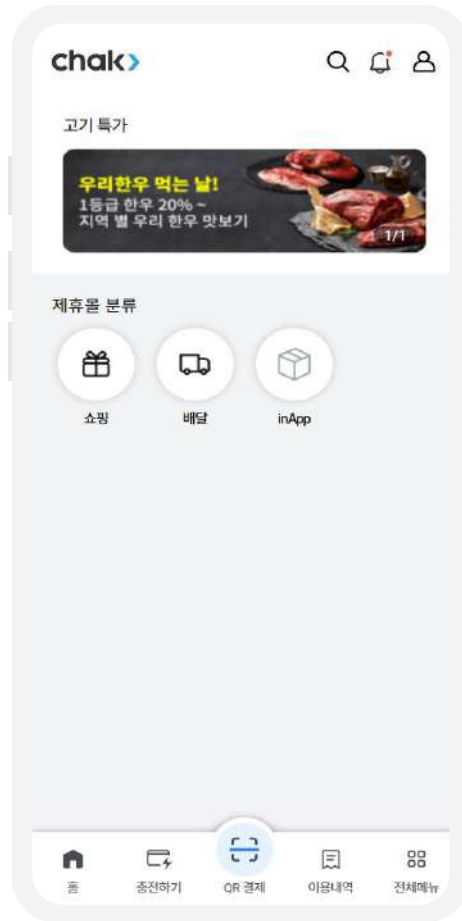 chak
고기 특가
우리한우 먹는 날!
1등급 한우 20% ~
지역 별 우리 한우 맛보기
1/1
제휴몰 분류
쇼핑 배달 inApp
홈 충전하기 QR 결제 이용내역 전체메뉴